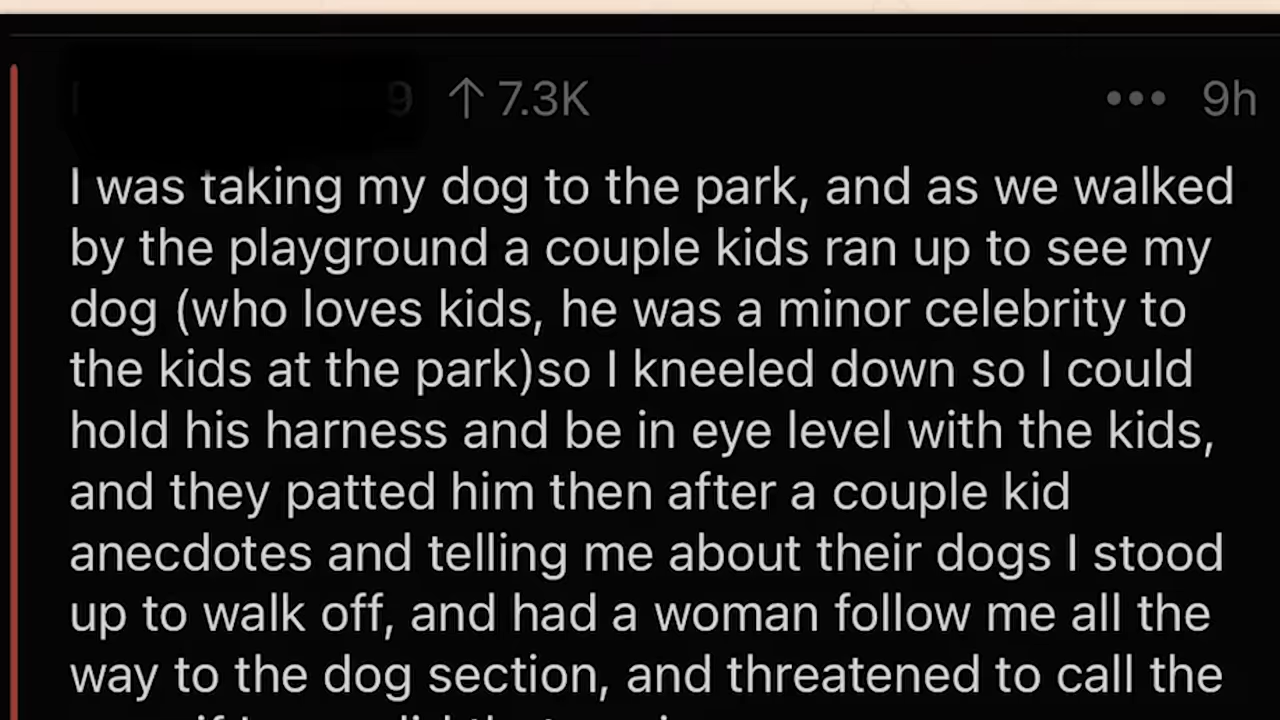 9 ↑ 7.3K ••• 9h
I was taking my dog to the park, and as we walked
by the playground a couple kids ran up to see my
dog (who loves kids, he was a minor celebrity to
the kids at the park)so I kneeled down so I could
hold his harness and be in eye level with the kids,
and they patted him then after a couple kid
anecdotes and telling me about their dogs I stood
up to walk off, and had a woman follow me all the
way to the dog section, and threatened to call the